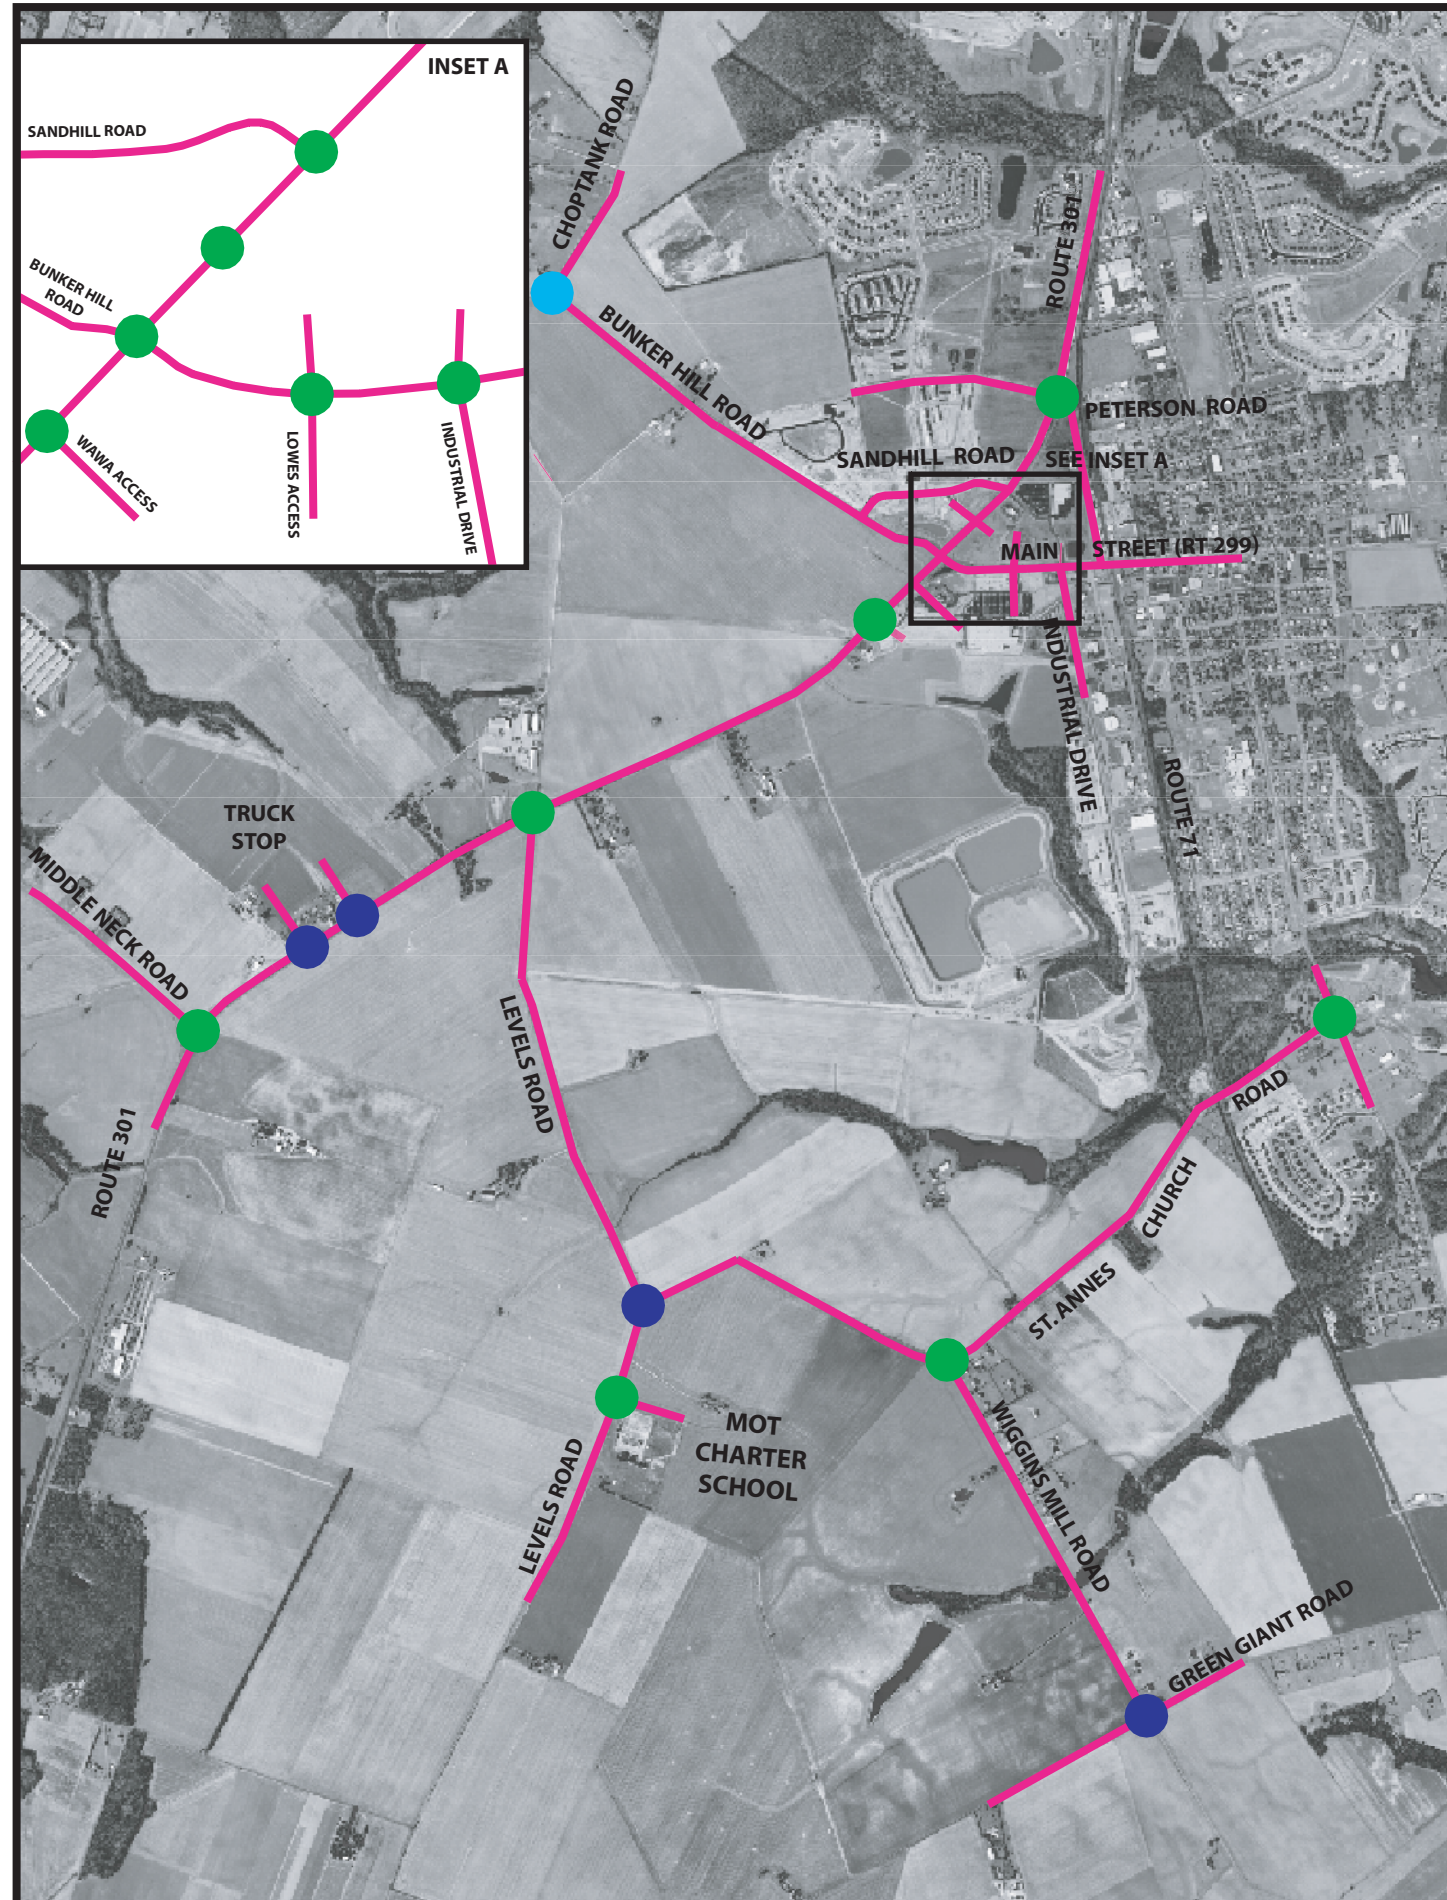 INSET A
SANDHILL ROAD
BUNKER HILL
ROAD
WAWA ACCESS
LOWES ACCESS
INDUSTRIAL DRIVE
CHOPTANK ROAD
ROUTE 301
BUNKER HILL ROAD
PETERSON ROAD
SANDHILL ROAD
SEE INSET A
MAIN STREET (RT 299)
INDUSTRIAL DRIVE
ROUTE 71
TRUCK
STOP
MIDDLE NECK ROAD
LEVELS ROAD
ROUTE 301
ST. ANNES CHURCH ROAD
MOT
CHARTER
SCHOOL
LEVELS ROAD
WIGGINS MILL ROAD
GREEN GIANT ROAD